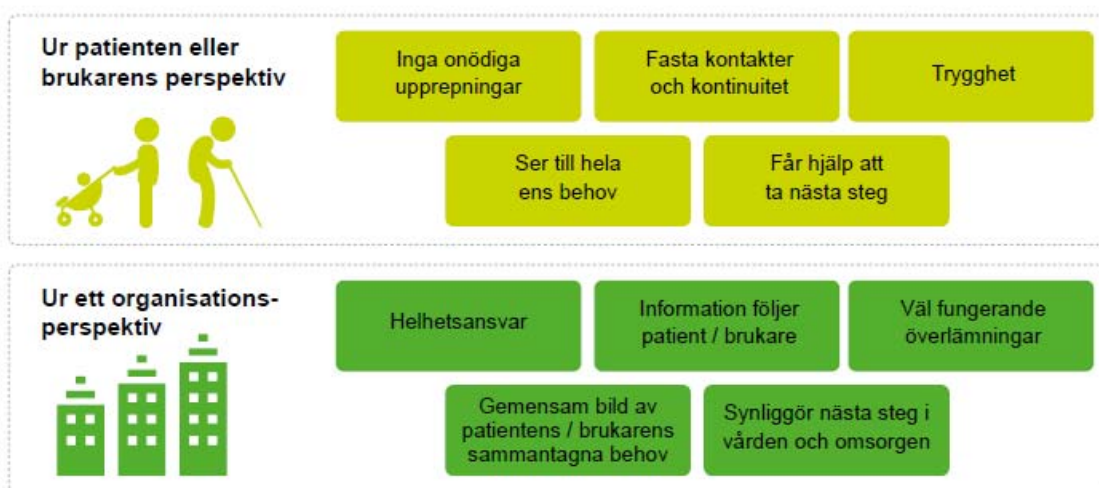 Ur patienten eller
brukarens perspektiv
Inga onödiga
upprepningar
Fasta kontakter
och kontinuitet
Trygghet
Ser till hela
ens behov
Får hjälp att
ta nästa steg
Ur ett organisations-
perspektiv
Helhetsansvar
Information följer
patient / brukare
Väl fungerande
överlämningar
Gemensam bild av
patientens / brukarens
sammantagna behov
Synliggör nästa steg i
vården och omsorgen